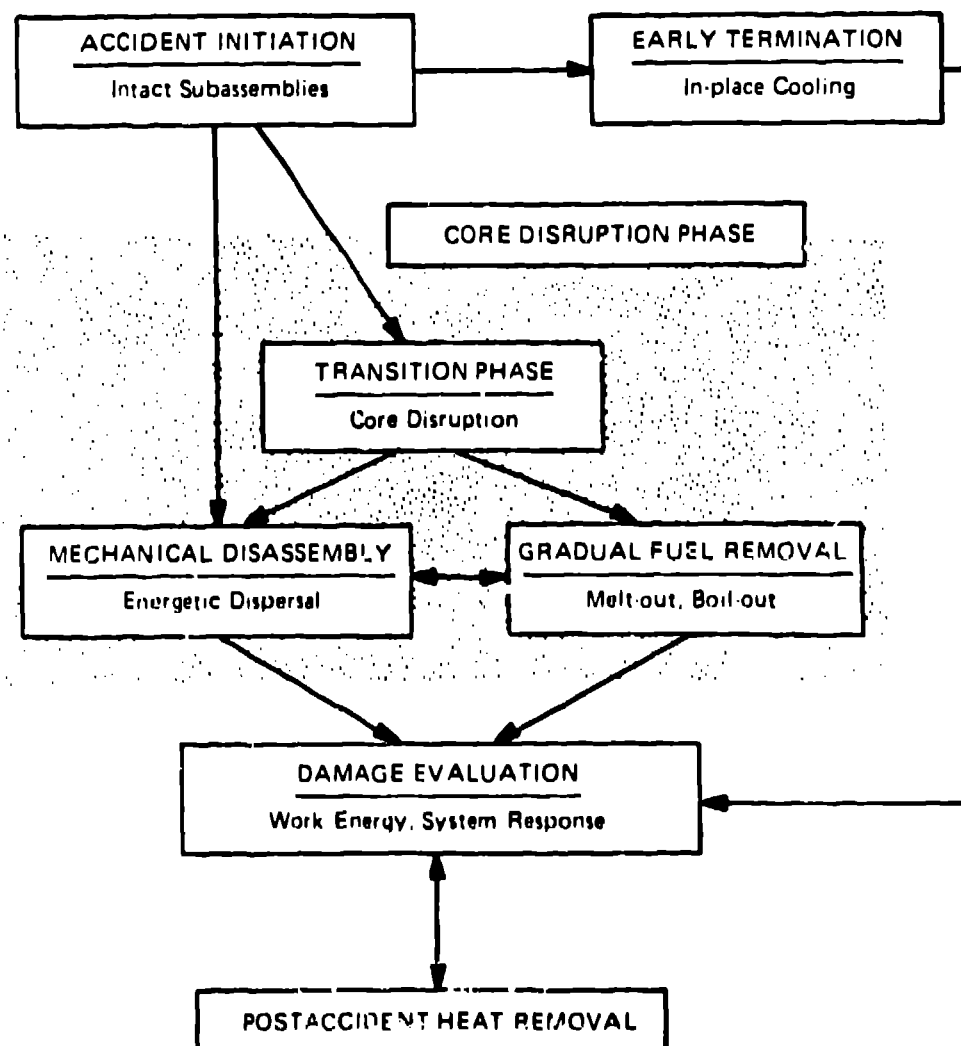 ACCIDENT INITIATION
Intact Subassemblies
EARLY TERMINATION
In-place Cooling
CORE DISRUPTION PHASE
TRANSITION PHASE
Core Disruption
MECHANICAL DISASSEMBLY
Energetic Dispersal
GRADUAL FUEL REMOVAL
Melt-out, Boil-out
DAMAGE EVALUATION
Work Energy, System Response
POSTACCIDENT HEAT REMOVAL